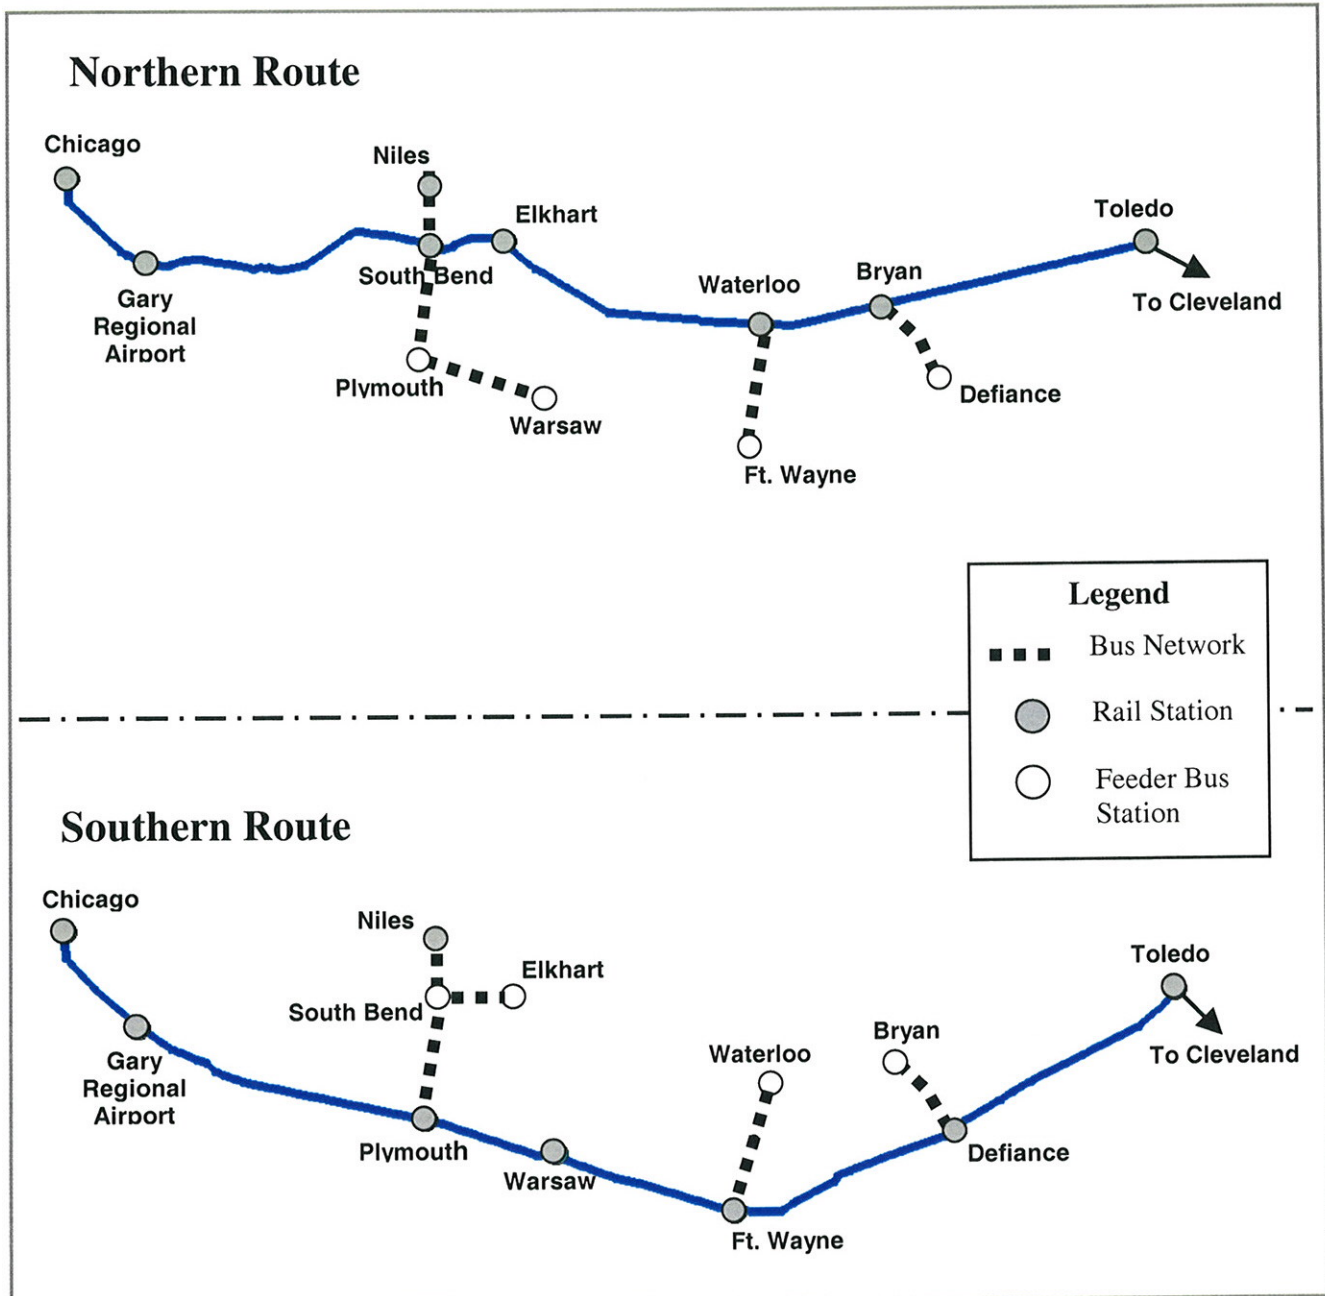 Northern Route
Chicago
Niles
Elkhart
Toledo
South Bend
Waterloo
Bryan
Gary
Regional
Airport
To Cleveland
Plymouth
Warsaw
Defiance
Ft. Wayne
Legend
Bus Network
Rail Station
Feeder Bus
Station
Southern Route
Chicago
Niles
Elkhart
Toledo
South Bend
Bryan
Waterloo
To Cleveland
Gary
Regional
Airport
Plymouth
Warsaw
Defiance
Ft. Wayne